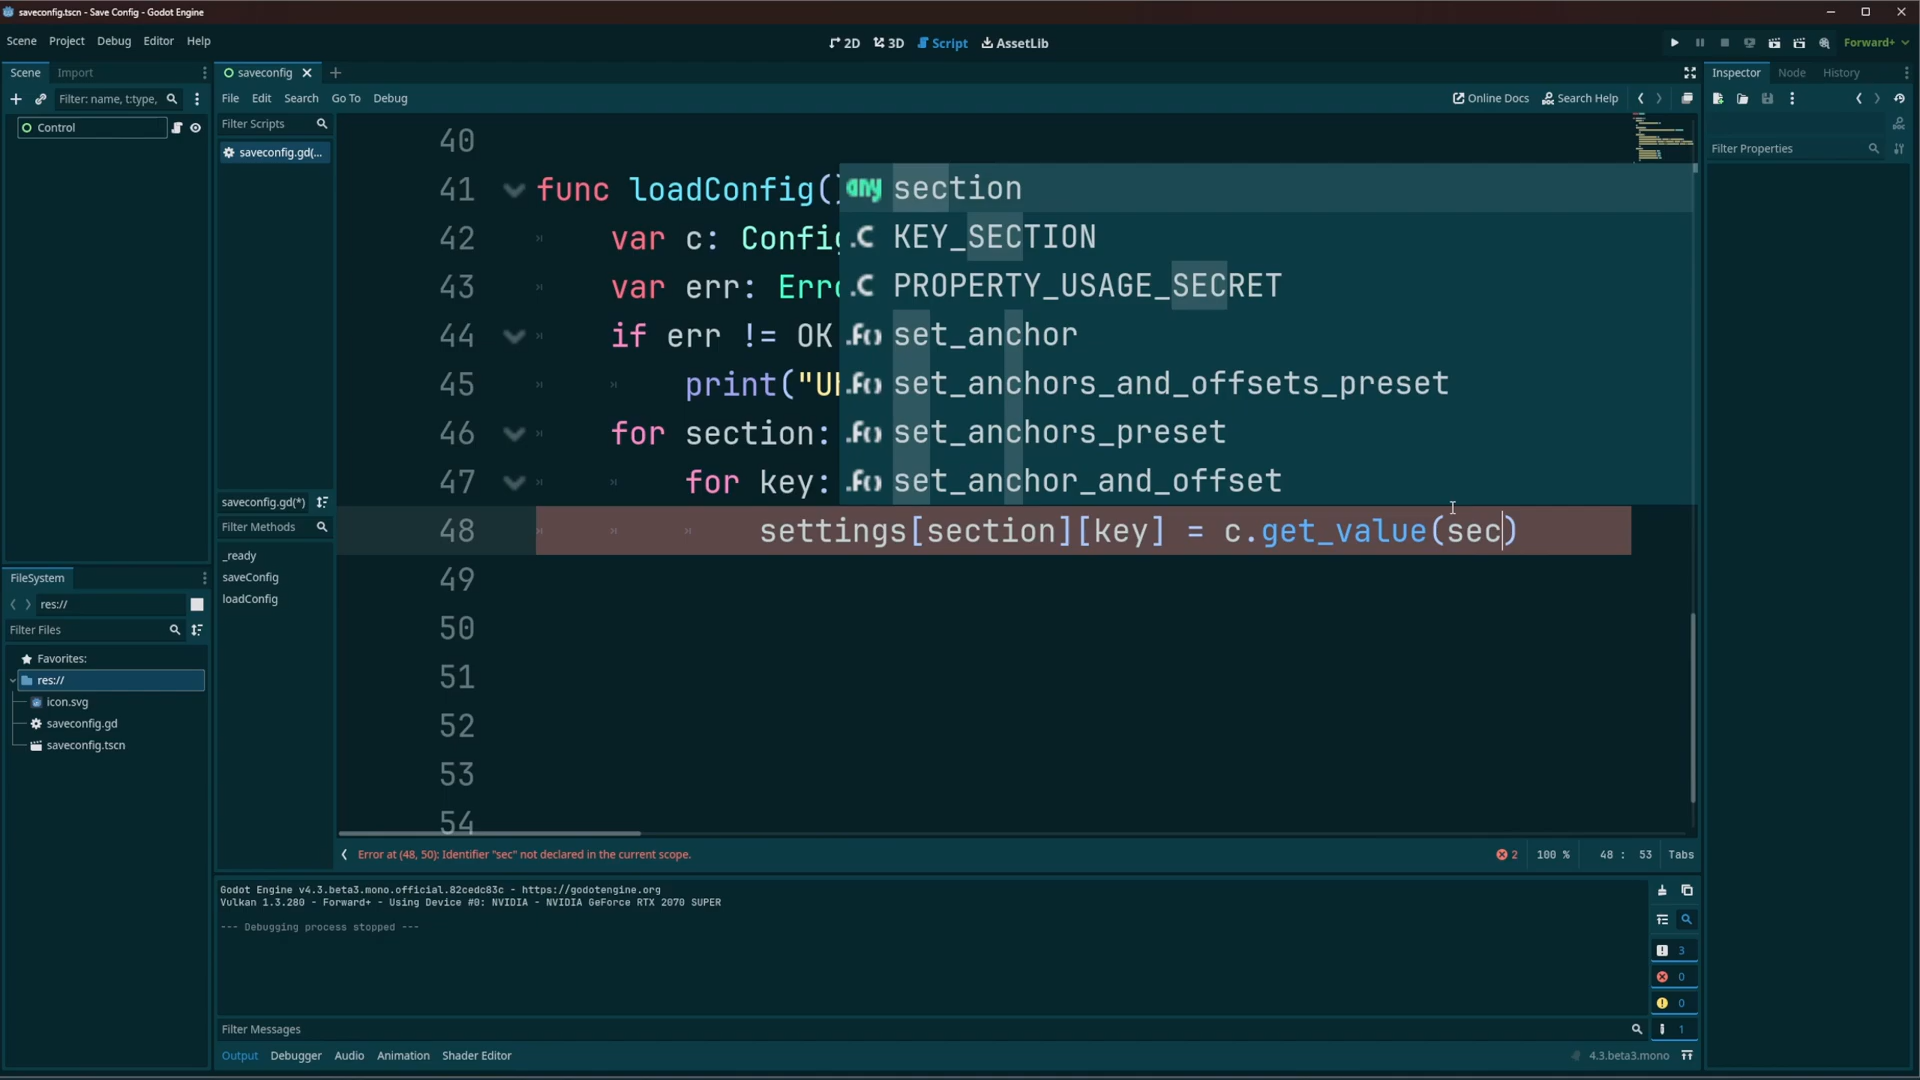 saveconfig.tscn - Save Config - Godot Engine
Scene Project Debug Editor Help
2D 3D Script AssetLib
Forward+
Scene Import
Filter: name, t:type,
Control
saveconfig
File Edit Search Go To Debug
Online Docs Search Help
Filter Scripts
saveconfig.gd(...
saveconfig.gd(*)
Filter Methods
_ready
saveConfig
loadConfig
FileSystem
res://
Filter Files
Favorites:
res://
icon.svg
saveconfig.gd
saveconfig.tscn
40
41 func loadConfig()
42 var c: Config
43 var err: Erro
44 if err != OK
45 print("U
46 for section:
47 for key:
48 settings[section][key] = c.get_value(sec)
49
50
51
52
53
54
any section
.C KEY_SECTION
.C PROPERTY_USAGE_SECRET
.f() set_anchor
.f() set_anchors_and_offsets_preset
.f() set_anchors_preset
.f() set_anchor_and_offset
Error at (48, 50): Identifier "sec" not declared in the current scope.
2 100 % 48 : 53 Tabs
Godot Engine v4.3.beta3.mono.official.82cedc83c - https://godotengine.org
Vulkan 1.3.280 - Forward+ - Using Device #0: NVIDIA - NVIDIA GeForce RTX 2070 SUPER
--- Debugging process stopped ---
3
0
0
1
Filter Messages
Output Debugger Audio Animation Shader Editor
4.3.beta3.mono
Inspector Node History
Filter Properties